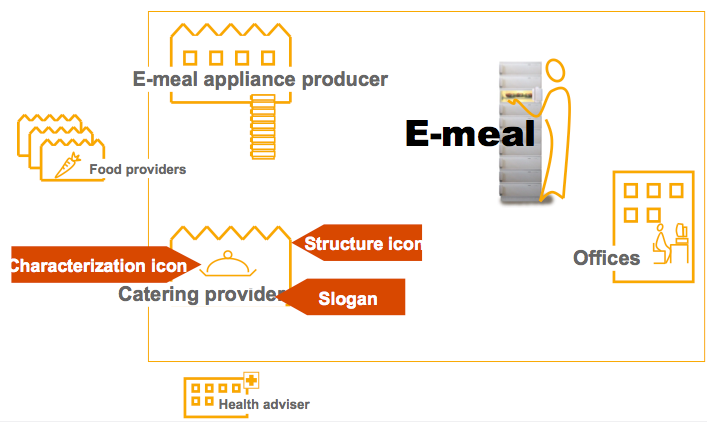 E-meal appliance producer
E-meal
Food providers
Structure icon
Characterization icon
Offices
Catering provider
Slogan
Health adviser